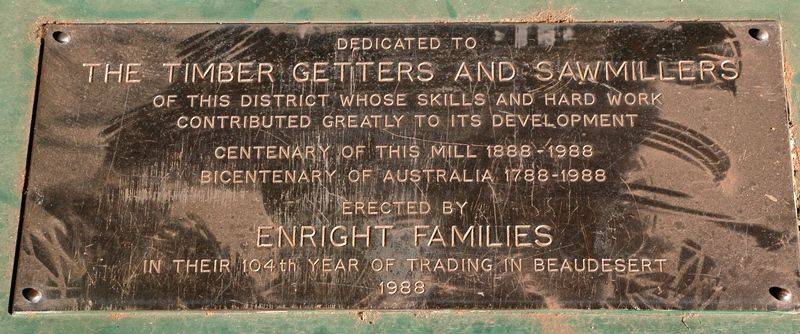 DEDICATED TO
THE TIMBER GETTERS AND SAWMILLERS
OF THIS DISTRICT WHOSE SKILLS AND HARD WORK
CONTRIBUTED GREATLY TO ITS DEVELOPMENT
CENTENARY OF THIS MILL 1888-1988
BICENTENARY OF AUSTRALIA 1788-1988
ERECTED BY
ENRIGHT FAMILIES
IN THEIR 104th YEAR OF TRADING IN BEAUDESERT
1988